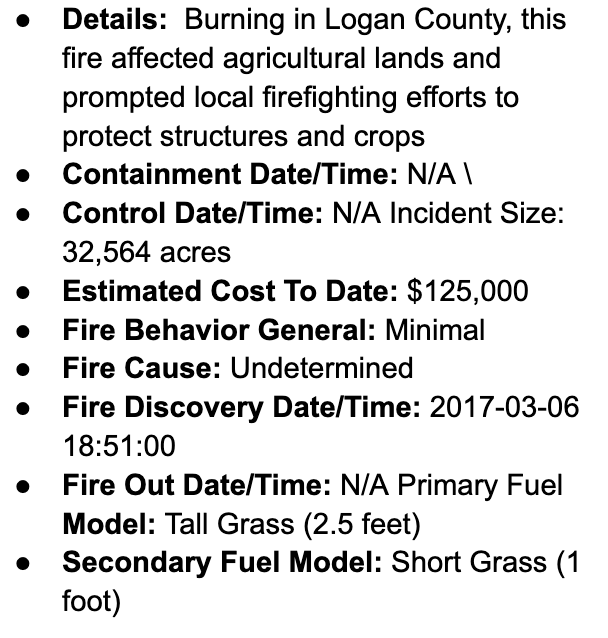 ● Details: Burning in Logan County, this
fire affected agricultural lands and
prompted local firefighting efforts to
protect structures and crops
● Containment Date/Time: N/A \
● Control Date/Time: N/A Incident Size:
32,564 acres
● Estimated Cost To Date: $125,000
● Fire Behavior General: Minimal
● Fire Cause: Undetermined
● Fire Discovery Date/Time: 2017-03-06
18:51:00
● Fire Out Date/Time: N/A Primary Fuel
Model: Tall Grass (2.5 feet)
● Secondary Fuel Model: Short Grass (1
foot)